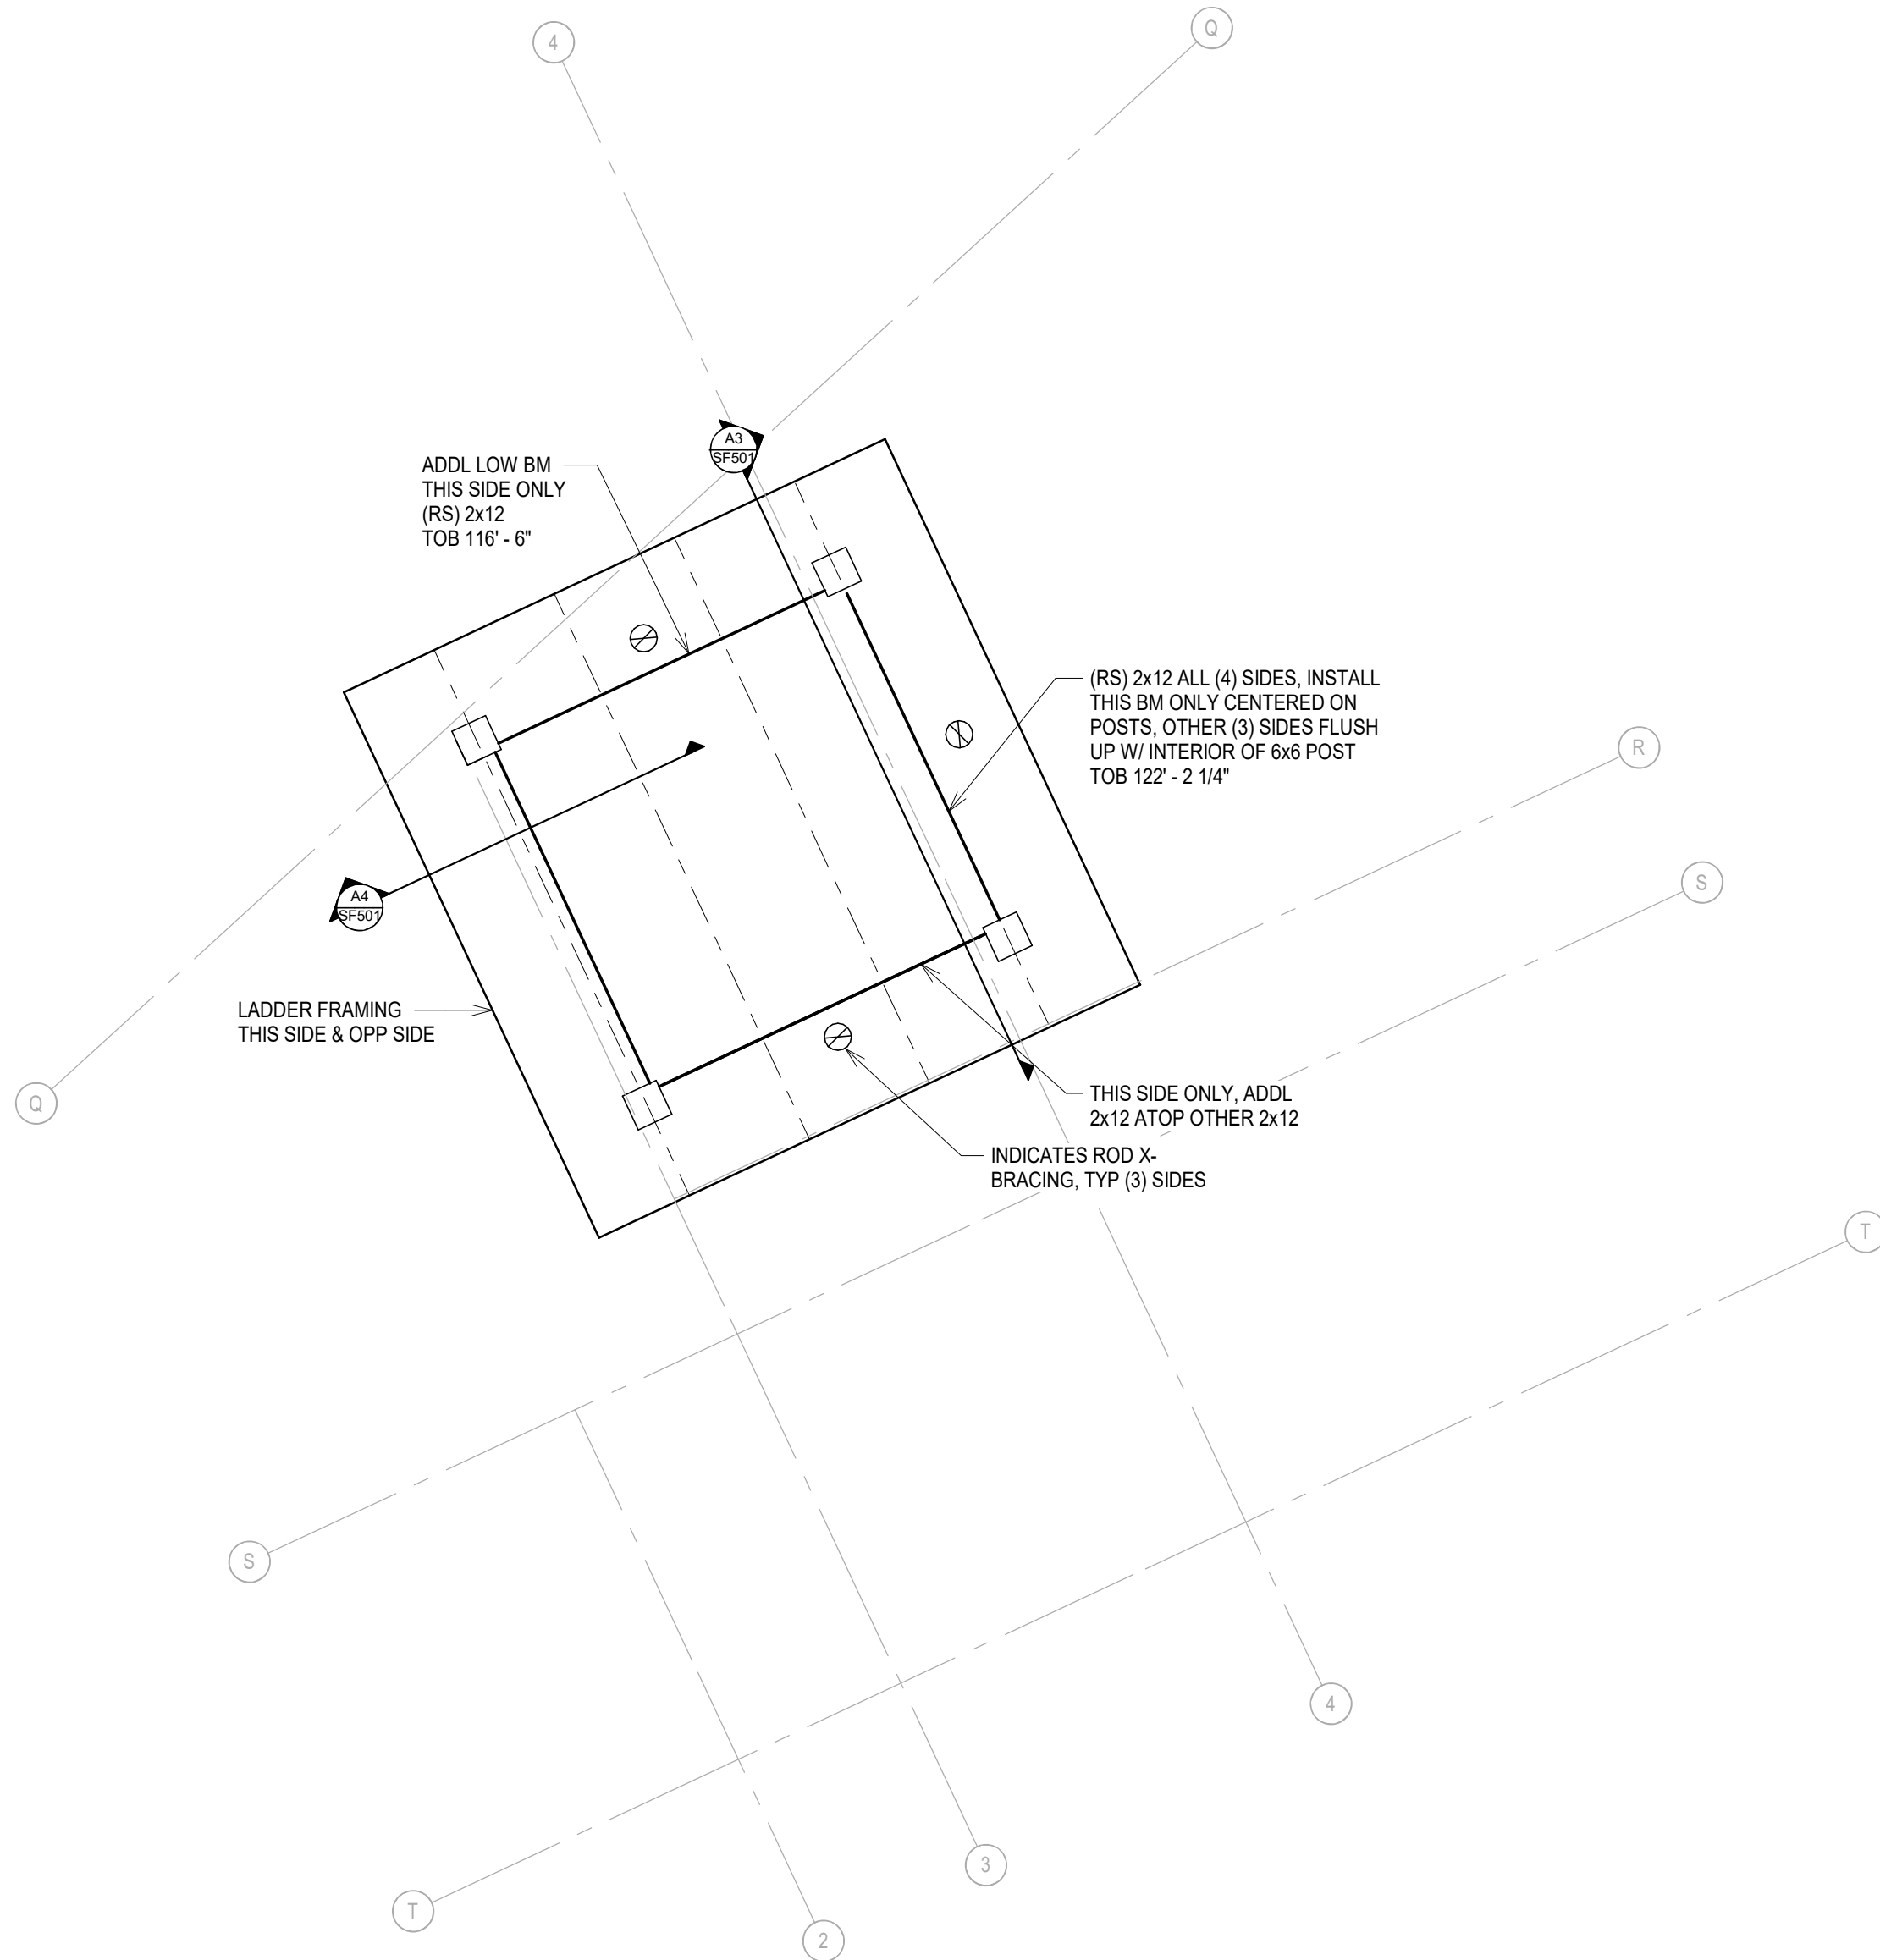 4
Q
A3
SF501
ADDL LOW BM
THIS SIDE ONLY
(RS) 2x12
TOB 116' - 6"
(RS) 2x12 ALL (4) SIDES, INSTALL
THIS BM ONLY CENTERED ON
POSTS, OTHER (3) SIDES FLUSH
UP W/ INTERIOR OF 6x6 POST
TOB 122' - 2 1/4"
R
S
A4
SF501
LADDER FRAMING
THIS SIDE & OPP SIDE
Q
THIS SIDE ONLY, ADDL
2x12 ATOP OTHER 2x12
INDICATES ROD X-
BRACING, TYP (3) SIDES
T
S
4
3
T
2